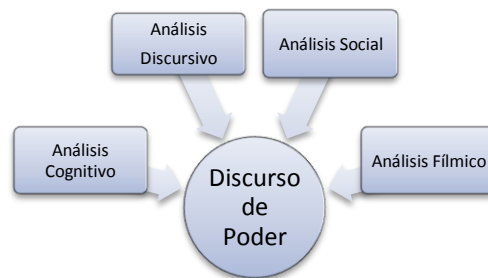 Análisis
Discursivo
Análisis Social
Análisis
Cognitivo
Análisis Fílmico
Discurso
de
Poder